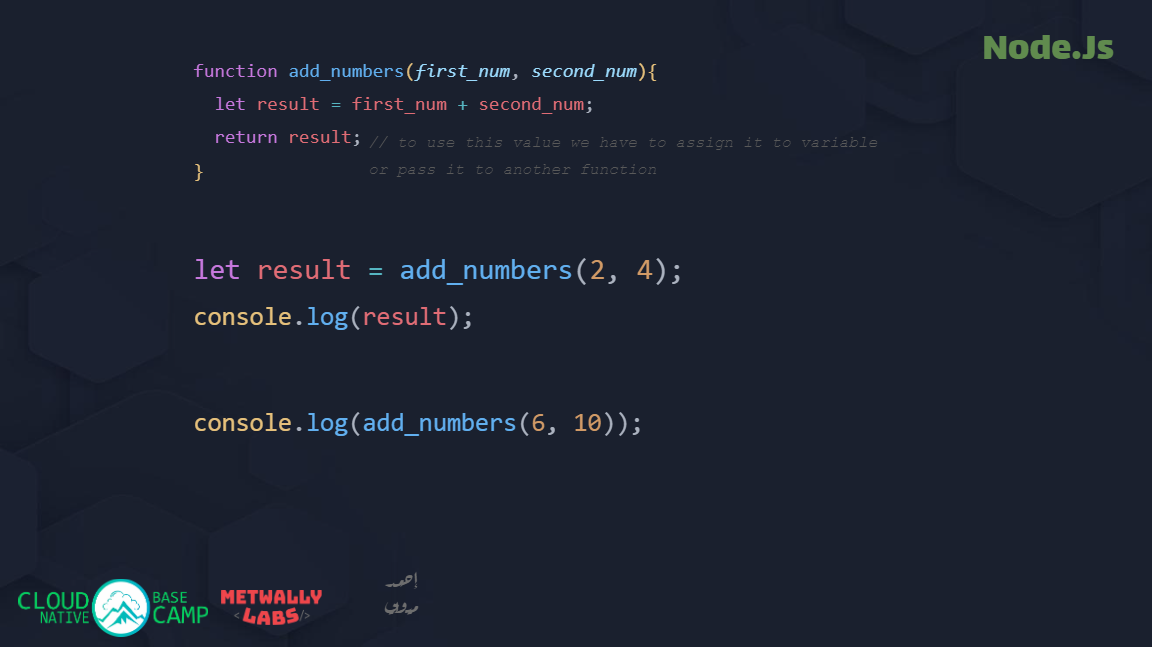 Node.Js
function add_numbers(first_num, second_num){
let result = first_num + second_num;
return result; // to use this value we have to assign it to variable
or pass it to another function
}
let result = add_numbers(2, 4);
console.log(result);
console.log(add_numbers(6, 10));
CLOUD NATIVE BASE CAMP
METWALLY
<LABS/>